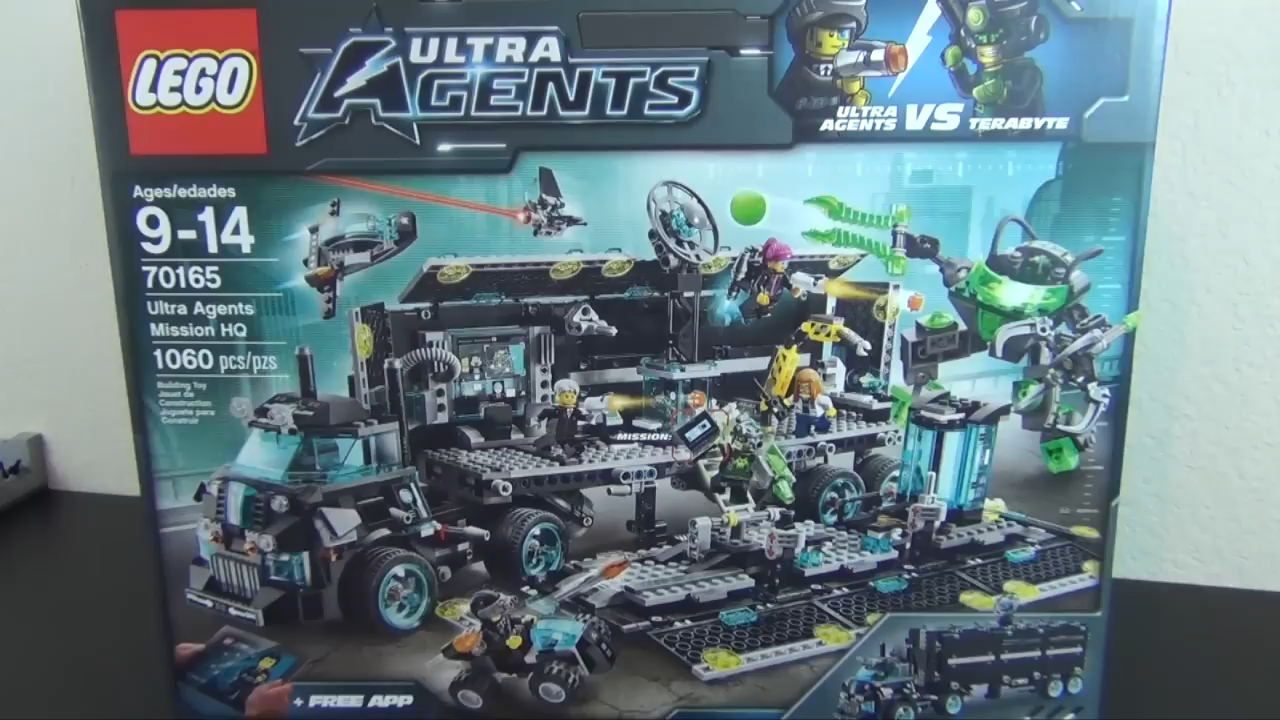 LEGO
ULTRA
AGENTS
ULTRA
AGENTS VS TERABYTE
Ages/edades
9-14
70165
Ultra Agents
Mission HQ
1060 pcs/pzs
Building Toy
Jouet de
Construction
Juguete para
Construir
MISSION:
+ FREE APP